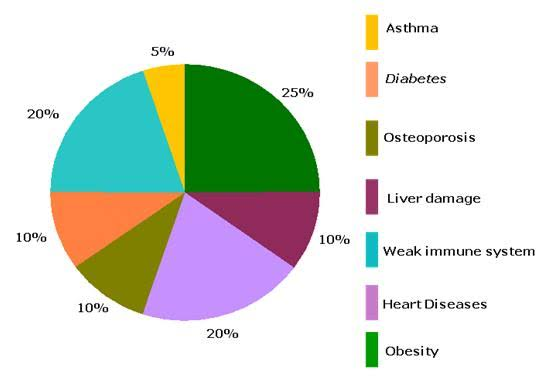 5%
25%
20%
10%
10%
10%
20%
Asthma
Diabetes
Osteoporosis
Liver damage
Weak immune system
Heart Diseases
Obesity